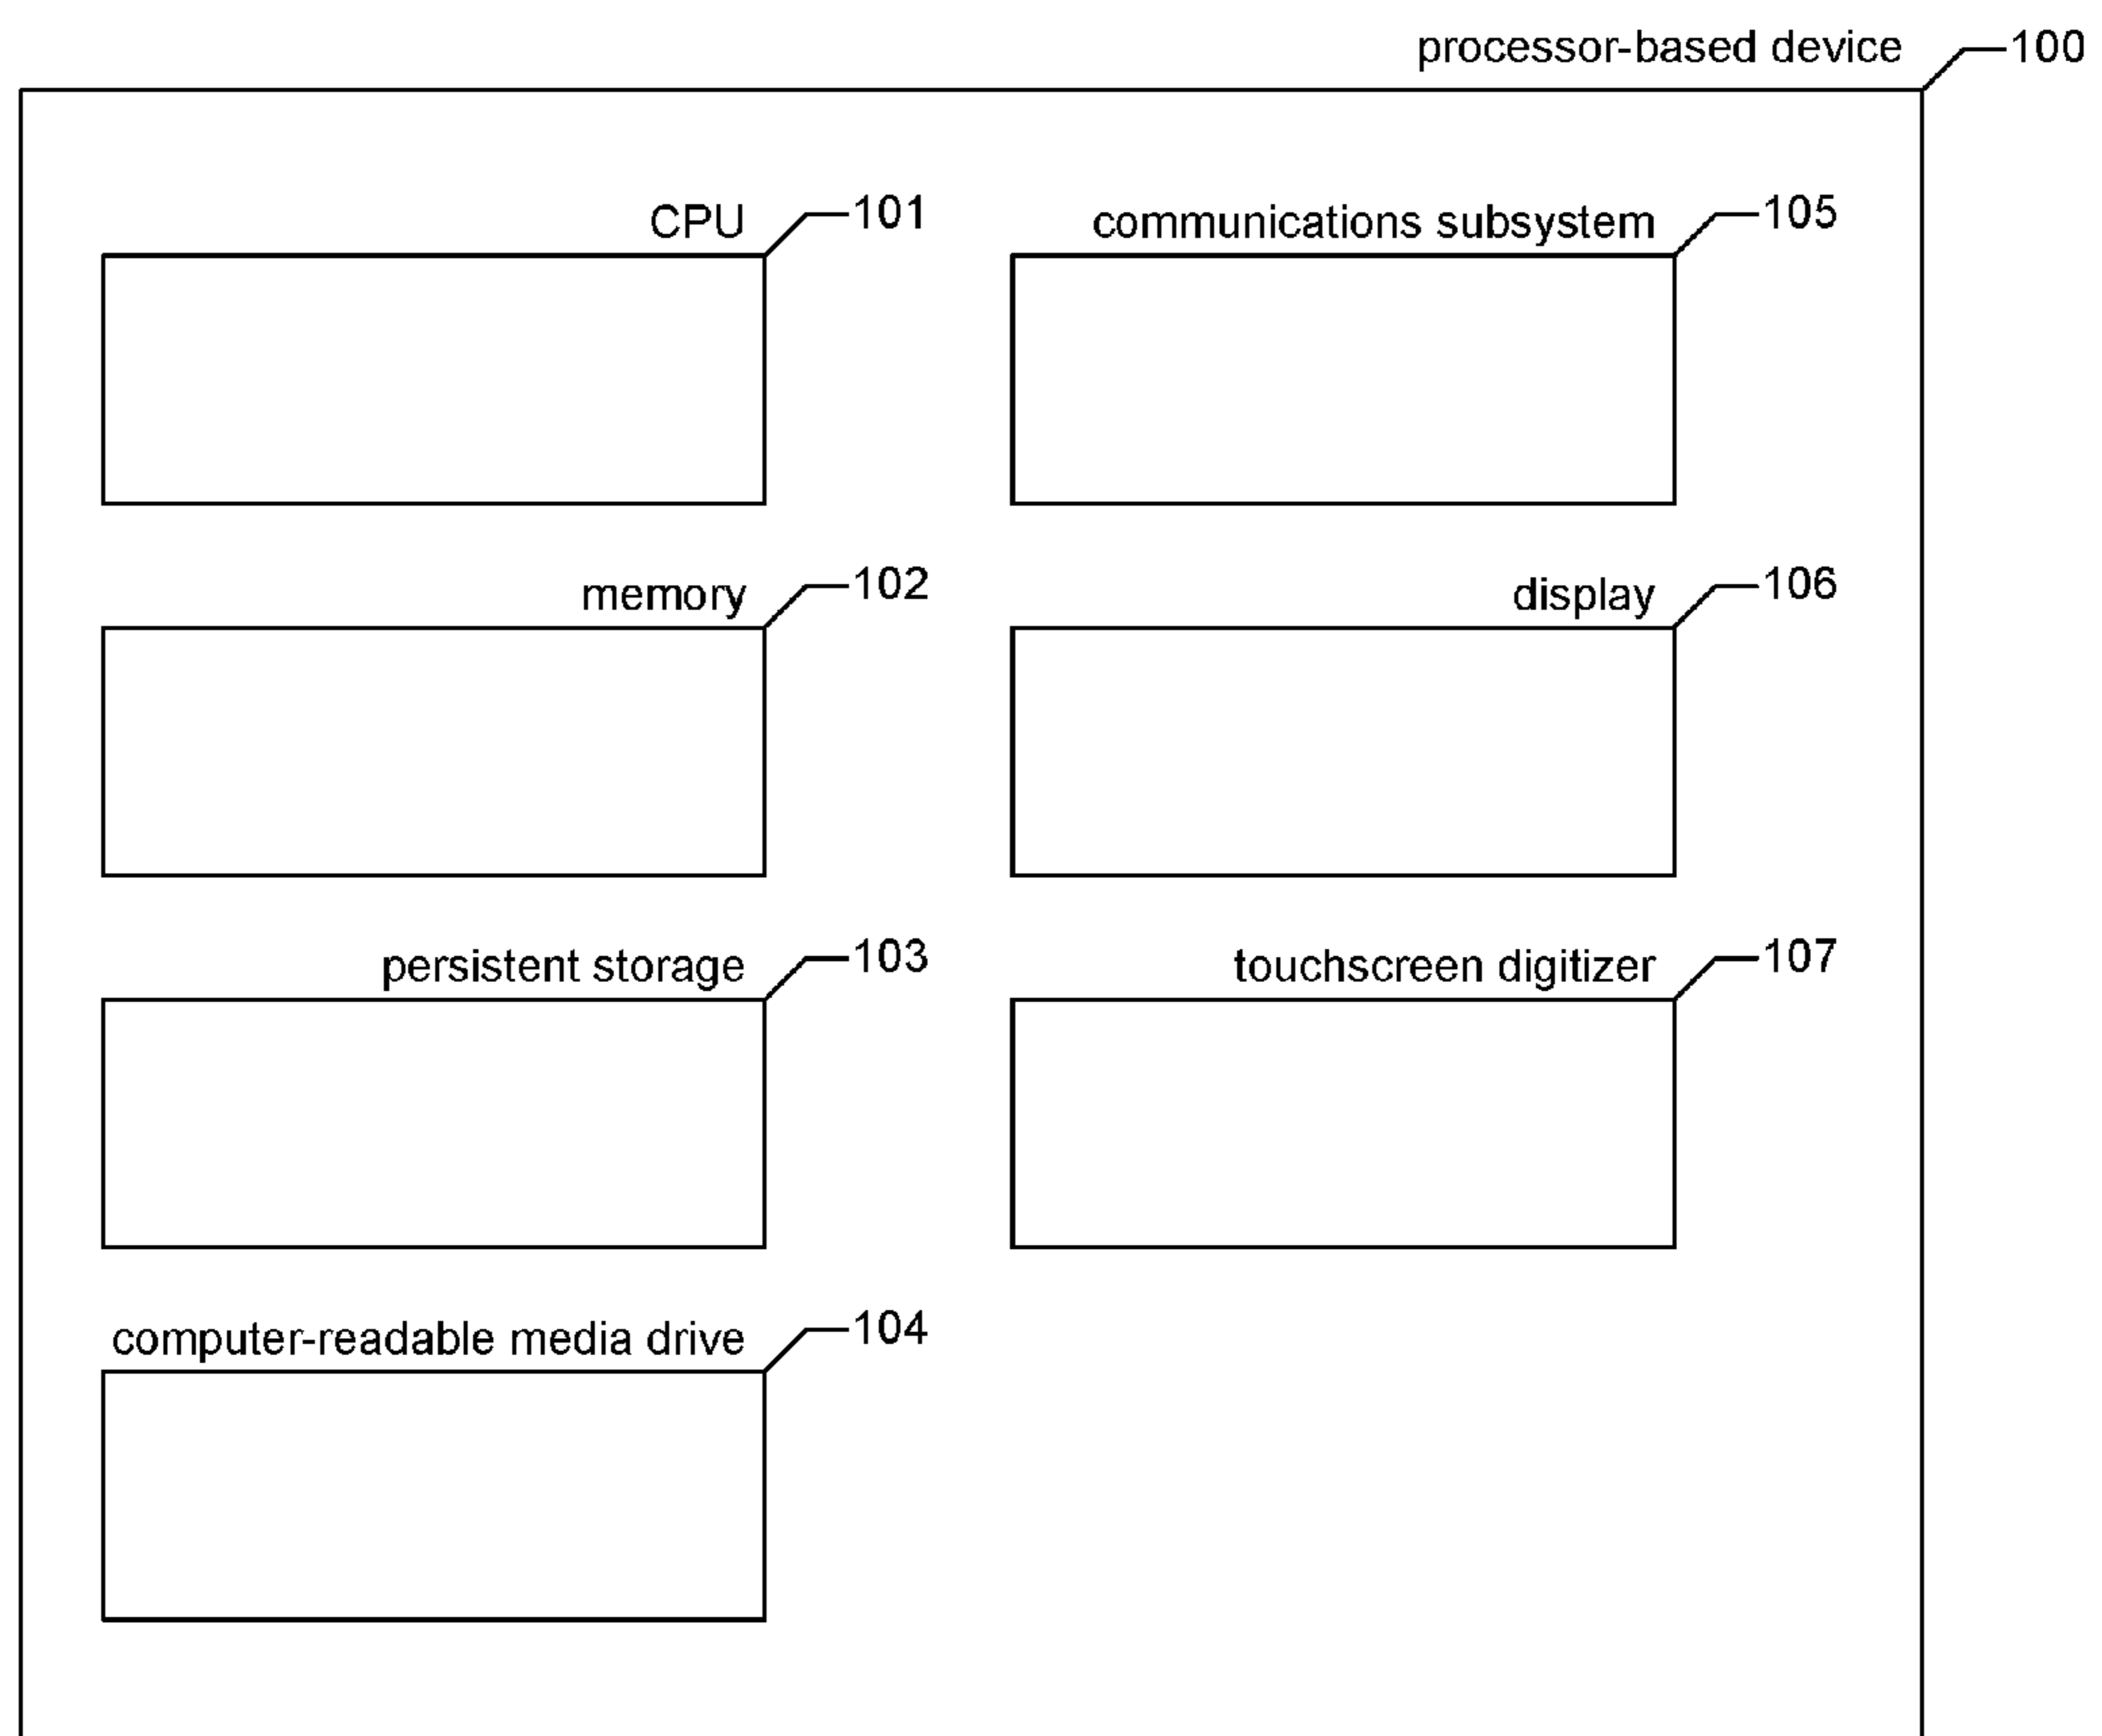 processor-based device 100
CPU 101
communications subsystem 105
memory 102
display 106
persistent storage 103
touchscreen digitizer 107
computer-readable media drive 104